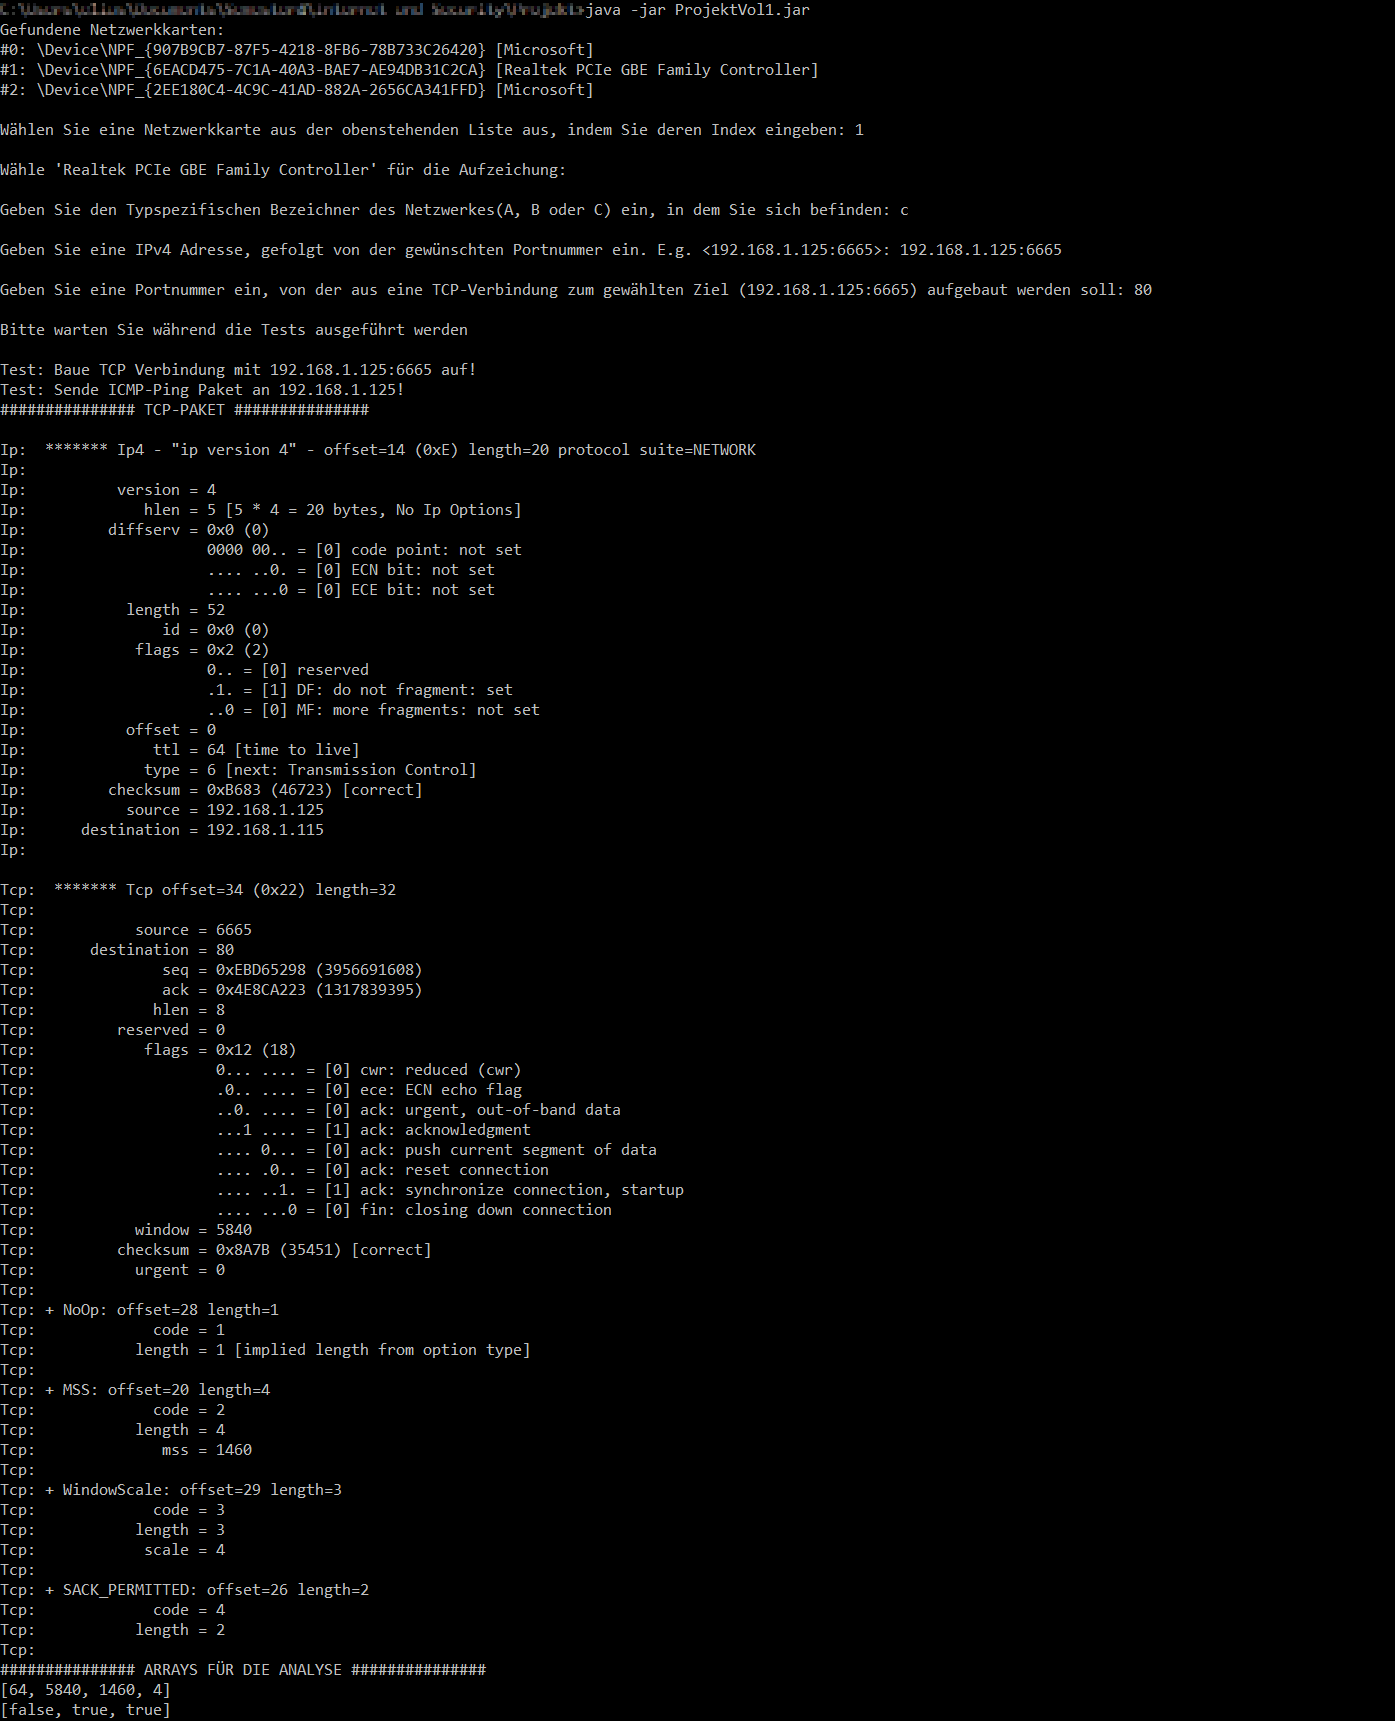 java -jar ProjektVol1.jar
Gefundene Netzwerkkarten:
#0: \Device\NPF_{907B9CB7-87F5-4218-8FB6-78B733C26420} [Microsoft]
#1: \Device\NPF_{6EACD475-7C1A-40A3-BAE7-AE94DB31C2CA} [Realtek PCIe GBE Family Controller]
#2: \Device\NPF_{2EE180C4-4C9C-41AD-882A-2656CA341FFD} [Microsoft]
Wählen Sie eine Netzwerkkarte aus der obenstehenden Liste aus, indem Sie deren Index eingeben: 1
Wähle 'Realtek PCIe GBE Family Controller' für die Aufzeichung:
Geben Sie den Typspezifischen Bezeichner des Netzwerkes(A, B oder C) ein, in dem Sie sich befinden: c
Geben Sie eine IPv4 Adresse, gefolgt von der gewünschten Portnummer ein. E.g. <192.168.1.125:6665>: 192.168.1.125:6665
Geben Sie eine Portnummer ein, von der aus eine TCP-Verbindung zum gewählten Ziel (192.168.1.125:6665) aufgebaut werden soll: 80
Bitte warten Sie während die Tests ausgeführt werden
Test: Baue TCP Verbindung mit 192.168.1.125:6665 auf!
Test: Sende ICMP-Ping Paket an 192.168.1.125!
############### TCP-PAKET ###############
Ip:  ******* Ip4 - "ip version 4" - offset=14 (0xE) length=20 protocol suite=NETWORK
Ip:
Ip:          version = 4
Ip:             hlen = 5 [5 * 4 = 20 bytes, No Ip Options]
Ip:         diffserv = 0x0 (0)
Ip:                    0000 00.. = [0] code point: not set
Ip:                    .... ..0. = [0] ECN bit: not set
Ip:                    .... ...0 = [0] ECE bit: not set
Ip:           length = 52
Ip:               id = 0x0 (0)
Ip:            flags = 0x2 (2)
Ip:                    0.. = [0] reserved
Ip:                    .1. = [1] DF: do not fragment: set
Ip:                    ..0 = [0] MF: more fragments: not set
Ip:           offset = 0
Ip:              ttl = 64 [time to live]
Ip:             type = 6 [next: Transmission Control]
Ip:         checksum = 0xB683 (46723) [correct]
Ip:           source = 192.168.1.125
Ip:      destination = 192.168.1.115
Ip:
Tcp:  ******* Tcp offset=34 (0x22) length=32
Tcp:
Tcp:           source = 6665
Tcp:      destination = 80
Tcp:              seq = 0xEBD65298 (3956691608)
Tcp:              ack = 0x4E8CA223 (1317839395)
Tcp:             hlen = 8
Tcp:         reserved = 0
Tcp:            flags = 0x12 (18)
Tcp:                    0... .... = [0] cwr: reduced (cwr)
Tcp:                    .0.. .... = [0] ece: ECN echo flag
Tcp:                    ..0. .... = [0] ack: urgent, out-of-band data
Tcp:                    ...1 .... = [1] ack: acknowledgment
Tcp:                    .... 0... = [0] ack: push current segment of data
Tcp:                    .... .0.. = [0] ack: reset connection
Tcp:                    .... ..1. = [1] ack: synchronize connection, startup
Tcp:                    .... ...0 = [0] fin: closing down connection
Tcp:           window = 5840
Tcp:         checksum = 0x8A7B (35451) [correct]
Tcp:           urgent = 0
Tcp:
Tcp: + NoOp: offset=28 length=1
Tcp:             code = 1
Tcp:           length = 1 [implied length from option type]
Tcp:
Tcp: + MSS: offset=20 length=4
Tcp:             code = 2
Tcp:           length = 4
Tcp:              mss = 1460
Tcp:
Tcp: + WindowScale: offset=29 length=3
Tcp:             code = 3
Tcp:           length = 3
Tcp:            scale = 4
Tcp:
Tcp: + SACK_PERMITTED: offset=26 length=2
Tcp:             code = 4
Tcp:           length = 2
Tcp:
############### ARRAYS FÜR DIE ANALYSE ###############
[64, 5840, 1460, 4]
[false, true, true]